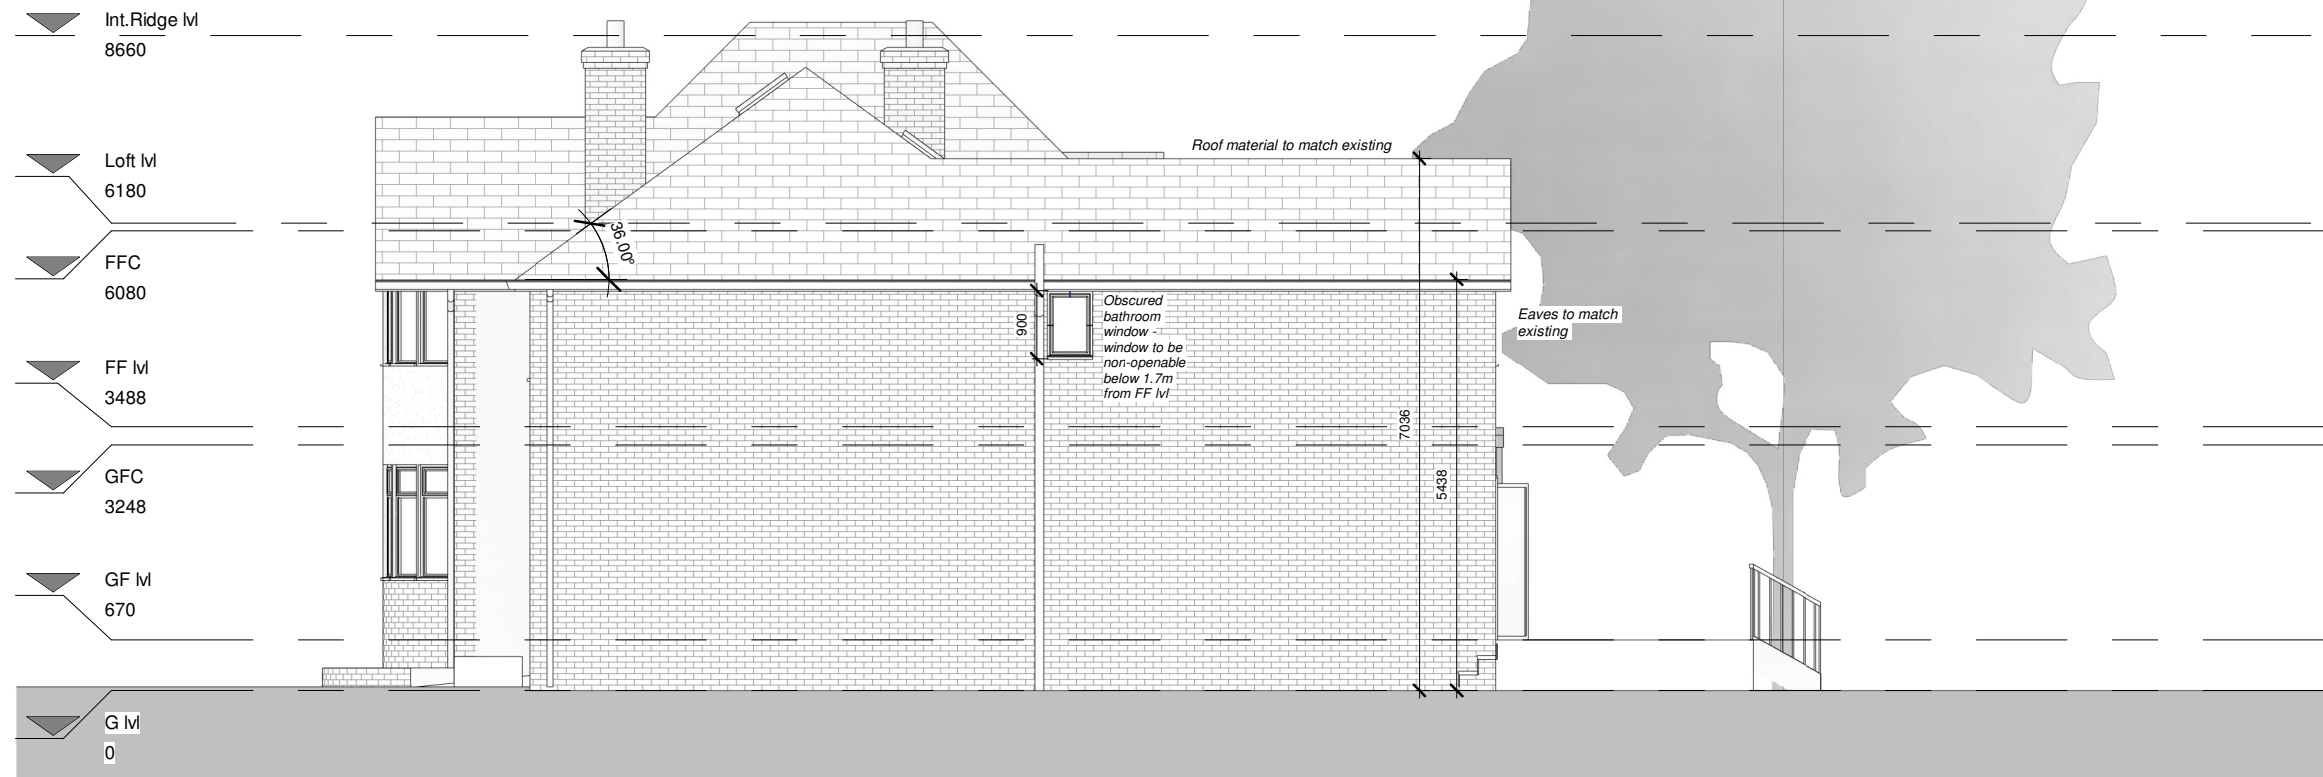 Int.Ridge lvl
8660
Roof material to match existing
Loft lvl
6180
36.00°
FFC
6080
Obscured
bathroom
window -
window to be
non-openable
below 1.7m
from FF lvl
900
Eaves to match
existing
FF lvl
3488
7036
5438
GFC
3248
GF lvl
670
G lvl
0